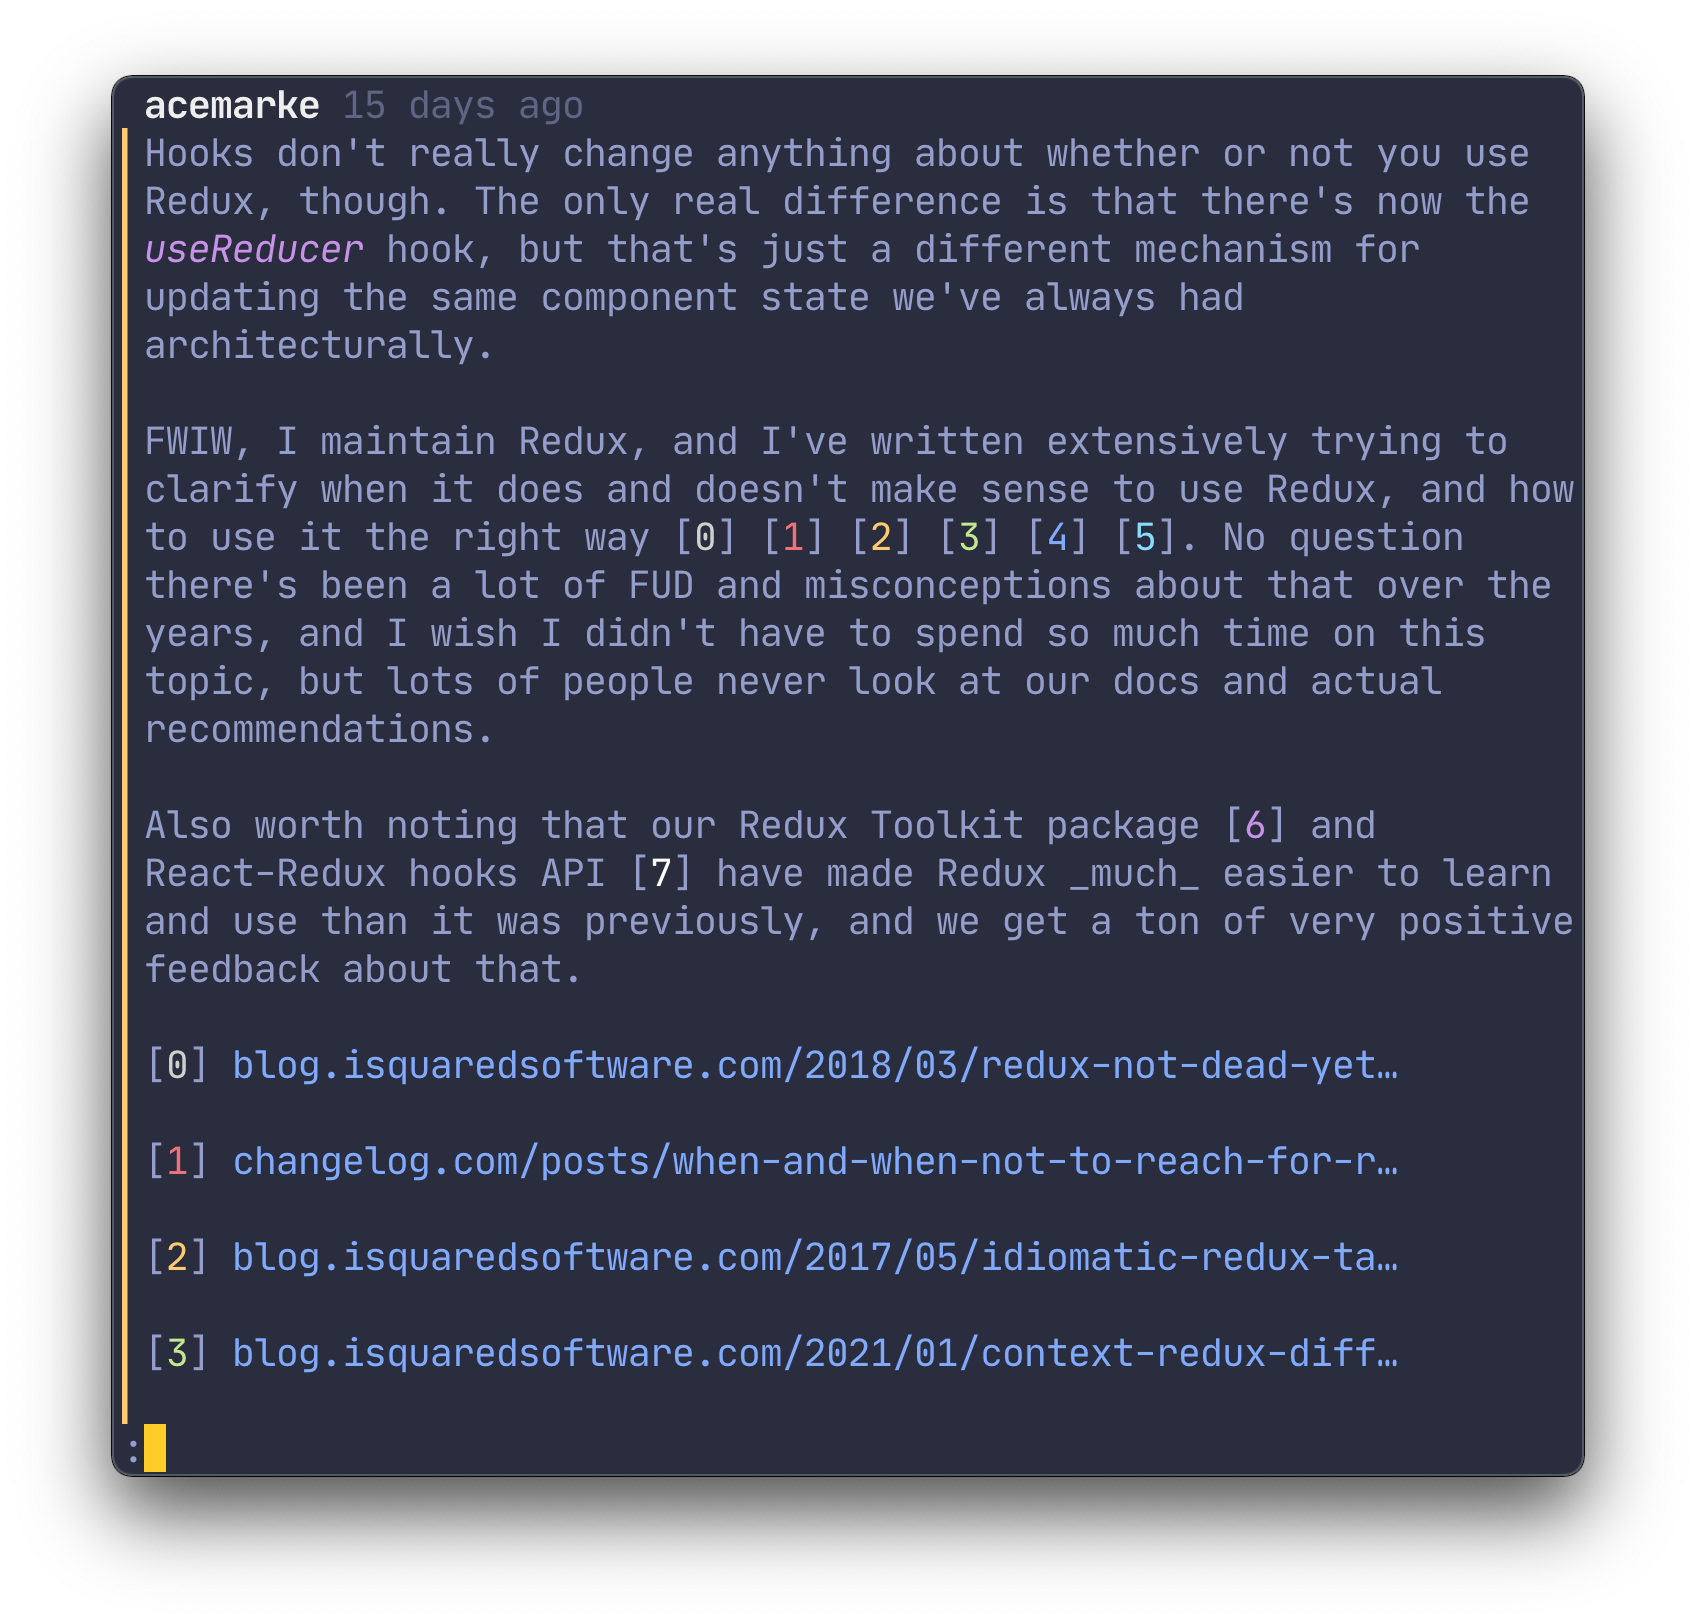 acemarke 15 days ago
Hooks don't really change anything about whether or not you use
Redux, though. The only real difference is that there's now the
useReducer hook, but that's just a different mechanism for
updating the same component state we've always had
architecturally.
FWIW, I maintain Redux, and I've written extensively trying to
clarify when it does and doesn't make sense to use Redux, and how
to use it the right way [0] [1] [2] [3] [4] [5]. No question
there's been a lot of FUD and misconceptions about that over the
years, and I wish I didn't have to spend so much time on this
topic, but lots of people never look at our docs and actual
recommendations.
Also worth noting that our Redux Toolkit package [6] and
React-Redux hooks API [7] have made Redux _much_ easier to learn
and use than it was previously, and we get a ton of very positive
feedback about that.
[0] blog.isquaredsoftware.com/2018/03/redux-not-dead-yet…
[1] changelog.com/posts/when-and-when-not-to-reach-for-r…
[2] blog.isquaredsoftware.com/2017/05/idiomatic-redux-ta…
[3] blog.isquaredsoftware.com/2021/01/context-redux-diff…
: